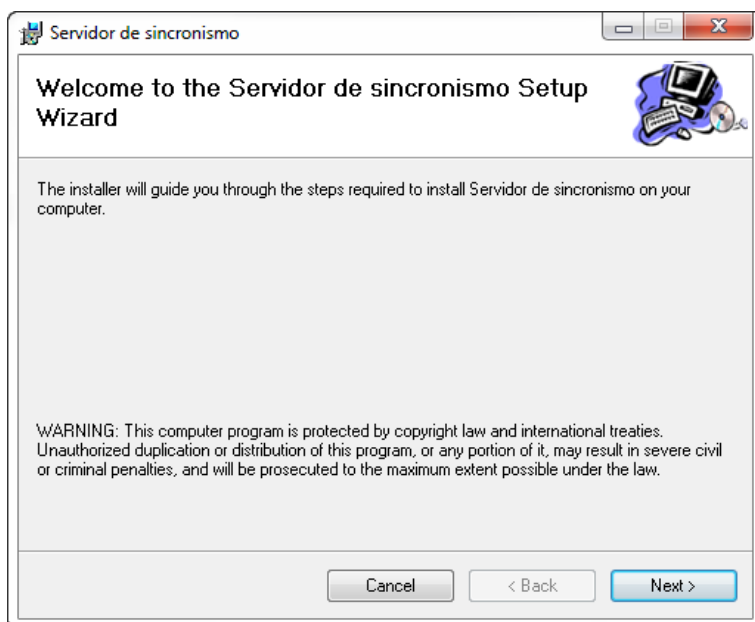 Servidor de sincronismo
Welcome to the Servidor de sincronismo Setup
Wizard
The installer will guide you through the steps required to install Servidor de sincronismo on your
computer.
WARNING: This computer program is protected by copyright law and international treaties.
Unauthorized duplication or distribution of this program, or any portion of it, may result in severe civil
or criminal penalties, and will be prosecuted to the maximum extent possible under the law.
Cancel
< Back
Next >